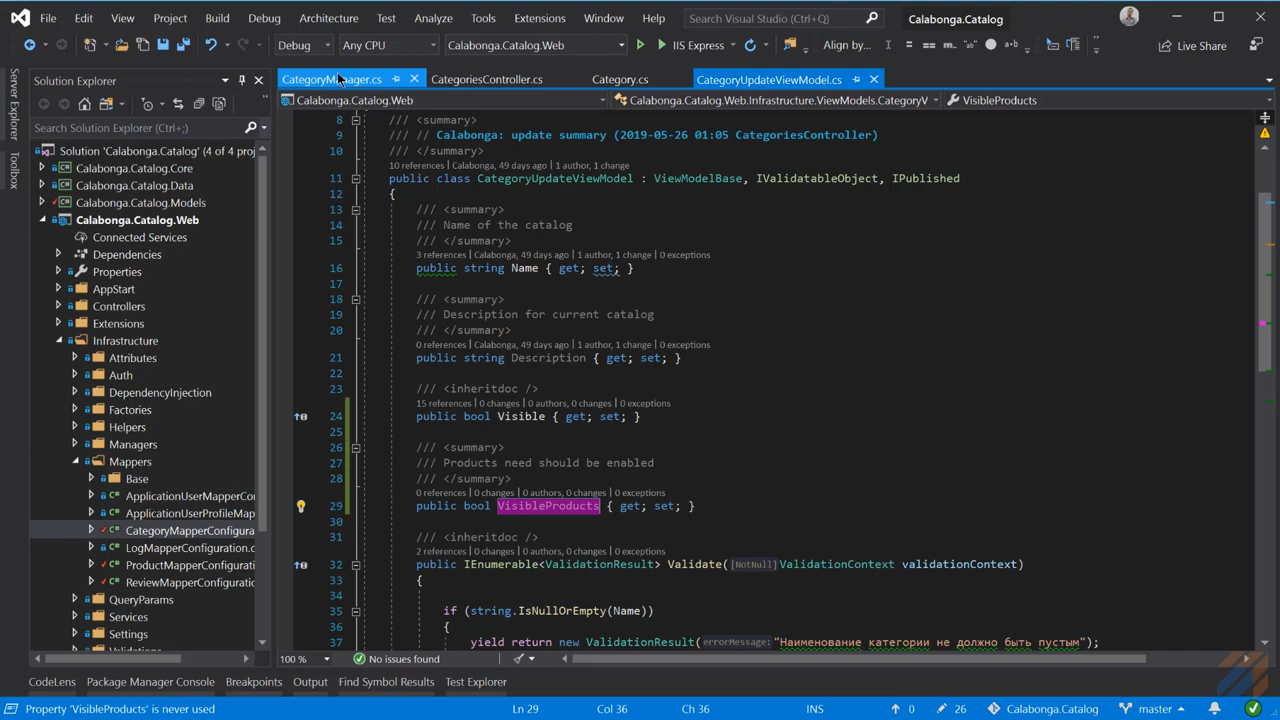 File Edit View Project Build Debug Architecture Test Analyze Tools Extensions Window Help Search Visual Studio (Ctrl+Q) Calabonga.Catalog
Debug Any CPU Calabonga.Catalog.Web IIS Express Align by... Live Share
Server Explorer
Toolbox
Solution Explorer
Search Solution Explorer (Ctrl+;)
Solution 'Calabonga.Catalog' (4 of 4 proj
Calabonga.Catalog.Core
Calabonga.Catalog.Data
Calabonga.Catalog.Models
Calabonga.Catalog.Web
Connected Services
Dependencies
Properties
AppStart
Controllers
Extensions
Infrastructure
Attributes
Auth
DependencyInjection
Factories
Helpers
Managers
Mappers
Base
ApplicationUserMapperCo
ApplicationUserProfileMap
CategoryMapperConfigura
LogMapperConfiguration.c
ProductMapperConfigurat
ReviewMapperConfiguratio
QueryParams
Services
Settings
CategoryManager.cs CategoriesController.cs Category.cs CategoryUpdateViewModel.cs
Calabonga.Catalog.Web Calabonga.Catalog.Web.Infrastructure.ViewModels.CategoryV VisibleProducts
8 /// <summary>
9 /// // Calabonga: update summary (2019-05-26 01:05 CategoriesController)
10 /// </summary>
10 references | Calabonga, 49 days ago | 1 author, 1 change
11 public class CategoryUpdateViewModel : ViewModelBase, IValidatableObject, IPublished
12 {
13 /// <summary>
14 /// Name of the catalog
15 /// </summary>
3 references | Calabonga, 49 days ago | 1 author, 1 change | 0 exceptions
16 public string Name { get; set; }
17
18 /// <summary>
19 /// Description for current catalog
20 /// </summary>
0 references | Calabonga, 49 days ago | 1 author, 1 change | 0 exceptions
21 public string Description { get; set; }
22
23 /// <inheritdoc />
15 references | 0 changes | 0 authors, 0 changes | 0 exceptions
24 public bool Visible { get; set; }
25
26 /// <summary>
27 /// Products need should be enabled
28 /// </summary>
0 references | 0 changes | 0 authors, 0 changes | 0 exceptions
29 public bool VisibleProducts { get; set; }
30
31 /// <inheritdoc />
2 references | 0 changes | 0 authors, 0 changes | 0 exceptions
32 public IEnumerable<ValidationResult> Validate([NotNull]ValidationContext validationContext)
33 {
34
35 if (string.IsNullOrEmpty(Name))
36 {
37 yield return new ValidationResult(errorMessage:"Наименование категории не должно быть пустым");
100 % No issues found
CodeLens Package Manager Console Breakpoints Output Find Symbol Results Test Explorer
Property 'VisibleProducts' is never used Ln 29 Col 36 Ch 36 INS 0 26 Calabonga.Catalog master